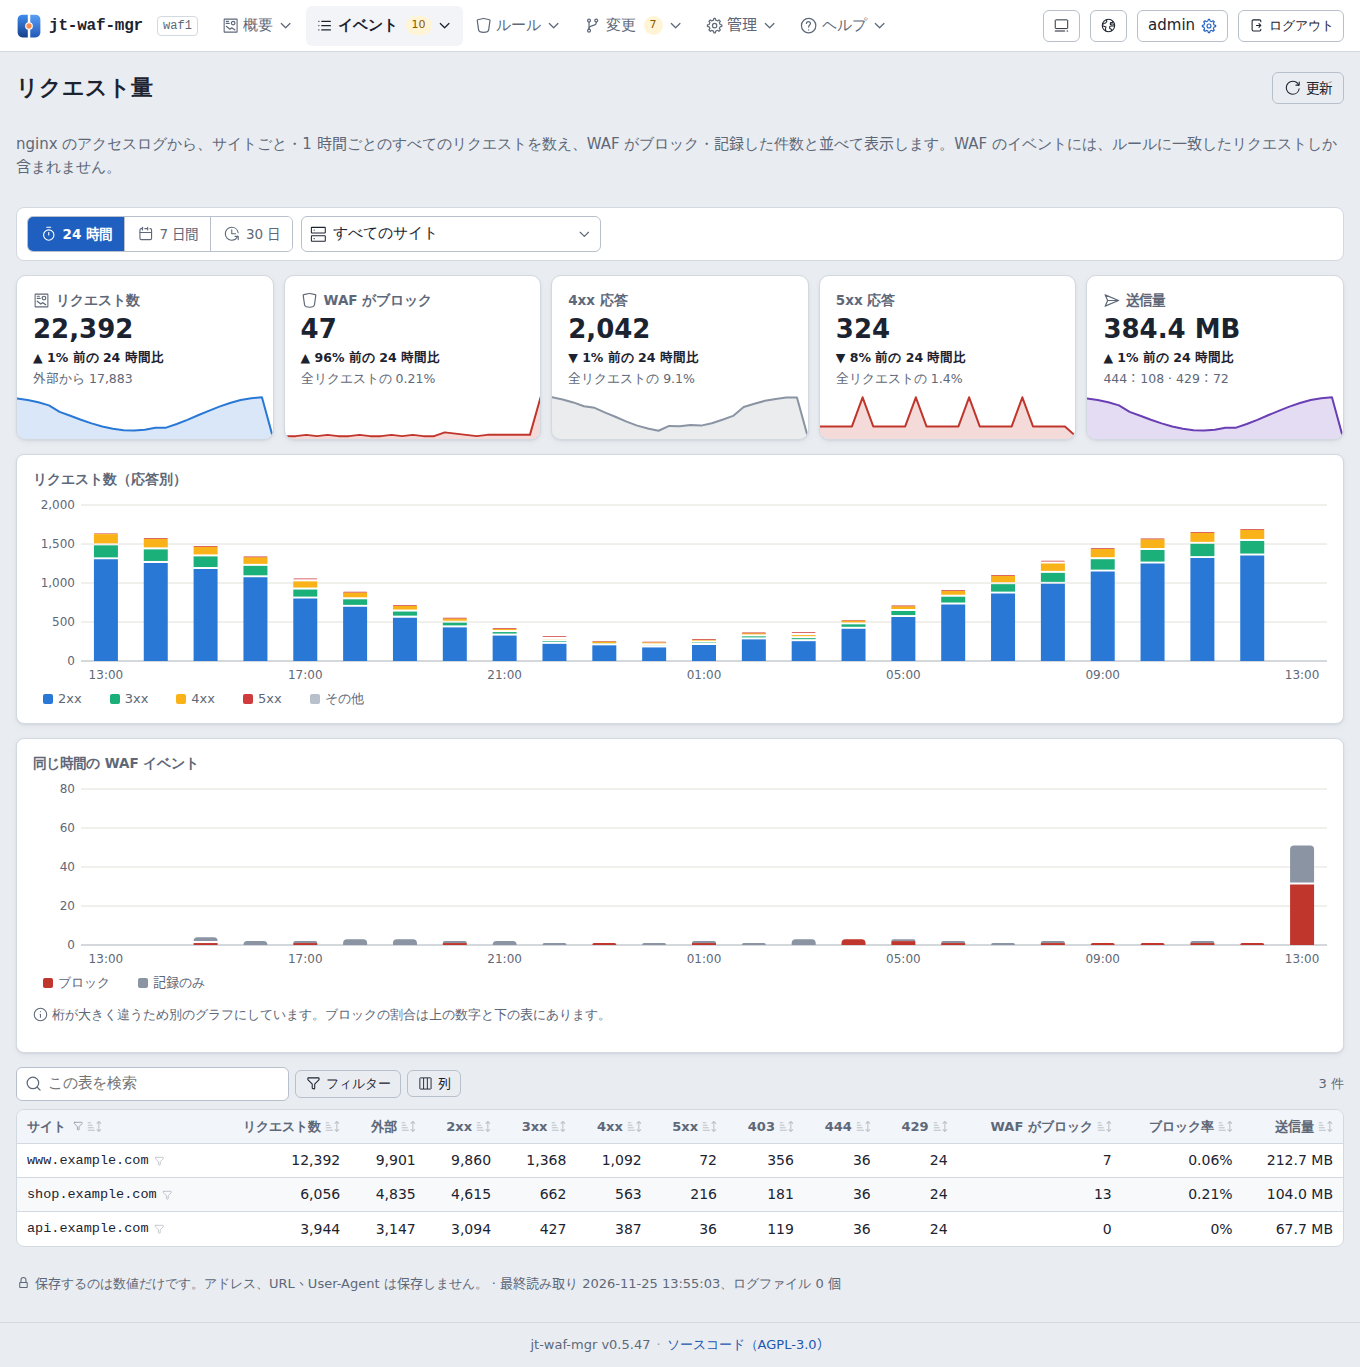 jt-waf-mgr waf1 概要 イベント 10 ルール 変更 7 管理 ヘルプ admin ログアウト
リクエスト量 更新
nginx のアクセスログから、サイトごと・1 時間ごとのすべてのリクエストを数え、WAF がブロック・記録した件数と並べて表示します。WAF のイベントには、ルールに一致したリクエストしか
含まれません。
24 時間 7 日間 30 日 すべてのサイト
リクエスト数 WAF がブロック 4xx 応答 5xx 応答 送信量
22,392 47 2,042 324 384.4 MB
▲ 1% 前の 24 時間比 ▲ 96% 前の 24 時間比 ▼ 1% 前の 24 時間比 ▼ 8% 前の 24 時間比 ▲ 1% 前の 24 時間比
外部から 17,883 全リクエストの 0.21% 全リクエストの 9.1% 全リクエストの 1.4% 444：108 · 429：72
リクエスト数（応答別）
2,000
1,500
1,000
500
0
13:00 17:00 21:00 01:00 05:00 09:00 13:00
2xx 3xx 4xx 5xx その他
同じ時間の WAF イベント
80
60
40
20
0
13:00 17:00 21:00 01:00 05:00 09:00 13:00
ブロック 記録のみ
桁が大きく違うため別のグラフにしています。ブロックの割合は上の数字と下の表にあります。
この表を検索 フィルター 列 3 件
サイト リクエスト数 外部 2xx 3xx 4xx 5xx 403 444 429 WAF がブロック ブロック率 送信量
www.example.com 12,392 9,901 9,860 1,368 1,092 72 356 36 24 7 0.06% 212.7 MB
shop.example.com 6,056 4,835 4,615 662 563 216 181 36 24 13 0.21% 104.0 MB
api.example.com 3,944 3,147 3,094 427 387 36 119 36 24 0 0% 67.7 MB
保存するのは数値だけです。アドレス、URL、User-Agent は保存しません。 · 最終読み取り 2026-11-25 13:55:03、ログファイル 0 個
jt-waf-mgr v0.5.47 · ソースコード（AGPL-3.0）